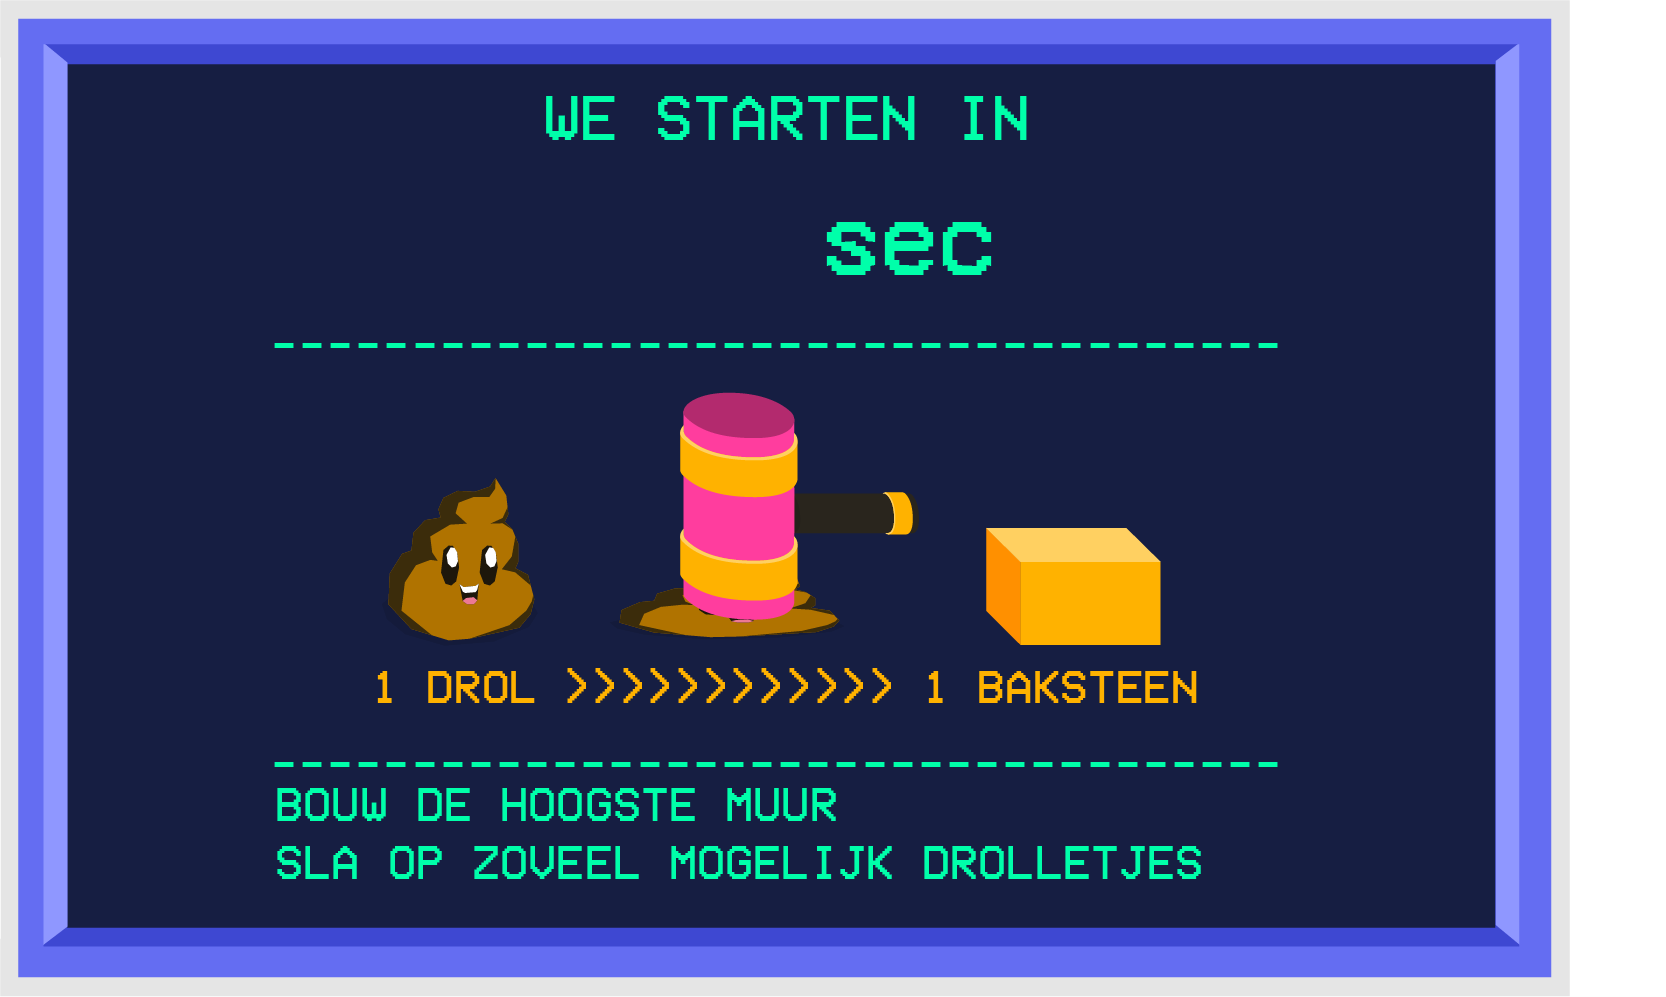 WE STARTEN IN
sec
1 DROL >>>>>>>>>>>> 1 BAKSTEEN
BOUW DE HOOGSTE MUUR
SLA OP ZOVEEL MOGELIJK DROLLETJES